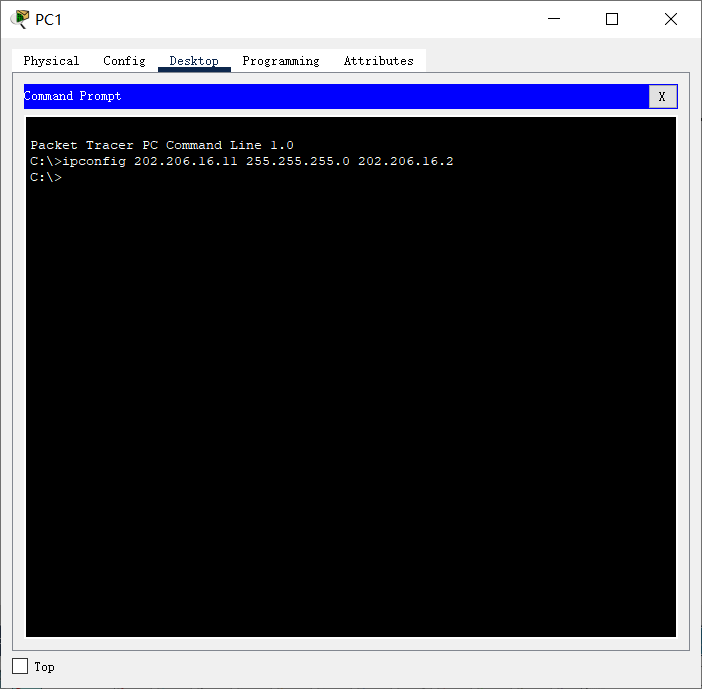 PC1
Physical Config Desktop Programming Attributes
Command Prompt X
Packet Tracer PC Command Line 1.0
C:\>ipconfig 202.206.16.11 255.255.255.0 202.206.16.2
C:\>
Top